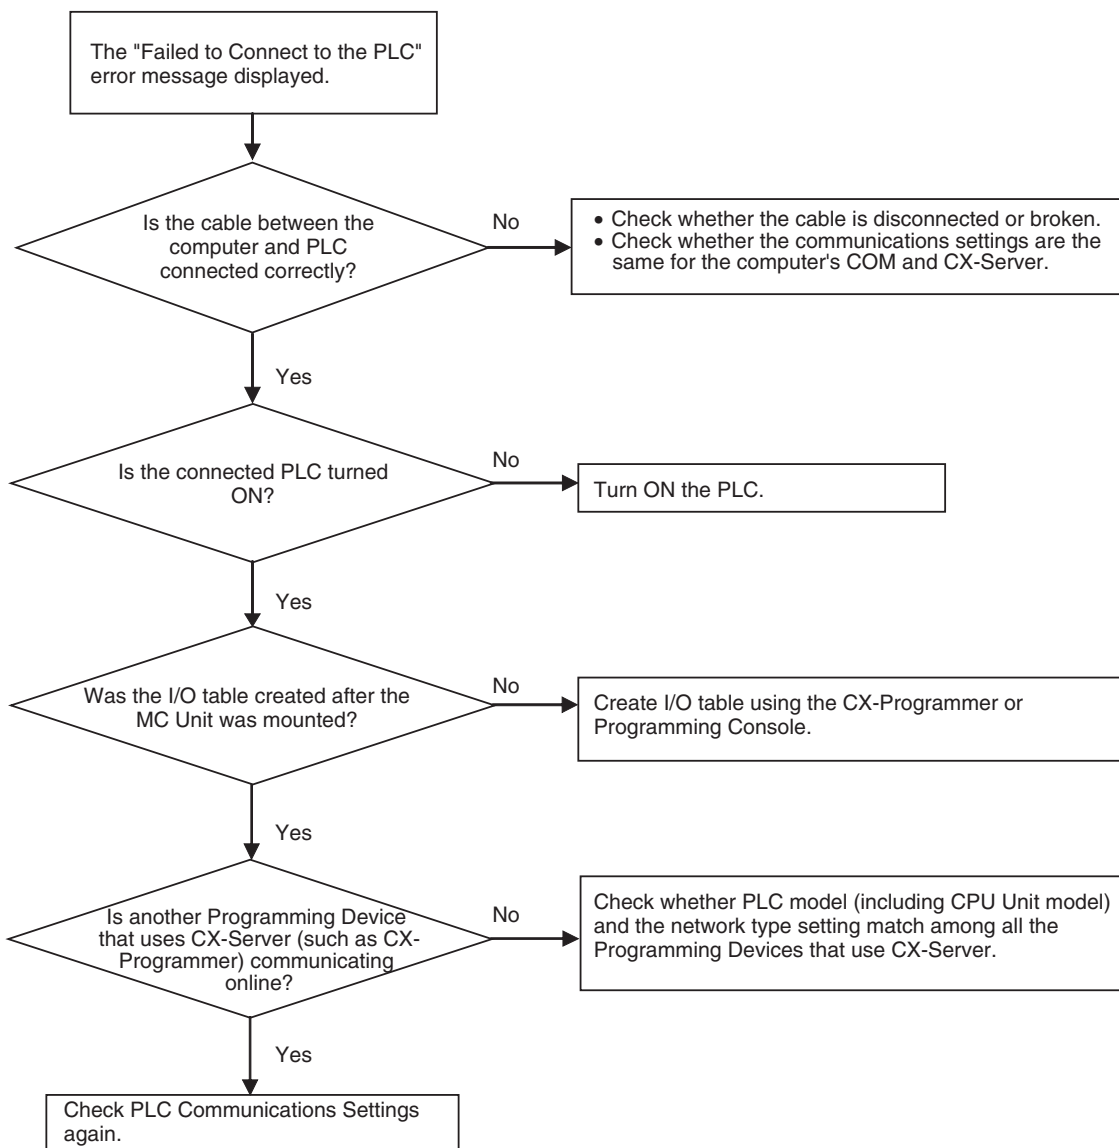 The "Failed to Connect to the PLC"
error message displayed.
Is the cable between the
computer and PLC
connected correctly?
No
• Check whether the cable is disconnected or broken.
• Check whether the communications settings are the
same for the computer's COM and CX-Server.
Yes
Is the connected PLC turned
ON?
No
Turn ON the PLC.
Yes
Was the I/O table created after the
MC Unit was mounted?
No
Create I/O table using the CX-Programmer or
Programming Console.
Yes
Is another Programming Device
that uses CX-Server (such as CX-
Programmer) communicating
online?
No
Check whether PLC model (including CPU Unit model)
and the network type setting match among all the
Programming Devices that use CX-Server.
Yes
Check PLC Communications Settings
again.